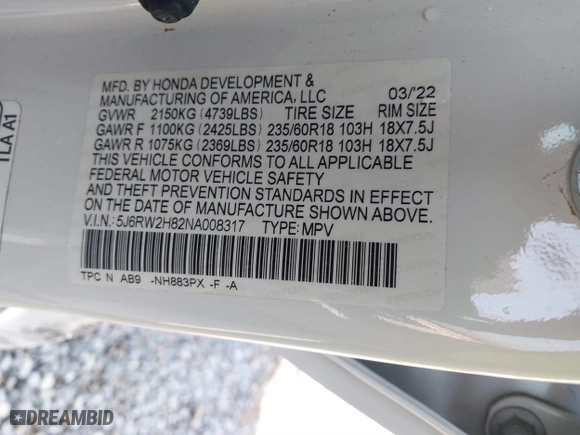 MFD. BY HONDA DEVELOPMENT &
MANUFACTURING OF AMERICA, LLC 03/'22
GVWR 2150KG (4739LBS) TIRE SIZE RIM SIZE
GAWR F 1100KG (2425LBS) 235/60R18 103H 18X7.5J
GAWR R 1075KG (2369LBS) 235/60R18 103H 18X7.5J
THIS VEHICLE CONFORMS TO ALL APPLICABLE
FEDERAL MOTOR VEHICLE SAFETY
AND THEFT PREVENTION STANDARDS IN EFFECT
ON THE DATE OF MANUFACTURE SHOWN ABOVE.
V.I.N.: 5J6RW2H82NA008317 TYPE: MPV
TPC N AB9 -NH883PX -F -A
TLA A1
DREAMBID